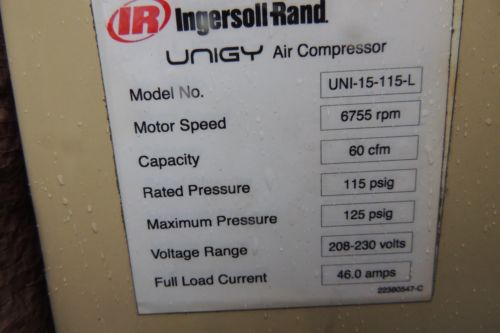 IR Ingersoll-Rand
UNIGY Air Compressor
Model No. UNI-15-115-L
Motor Speed 6755 rpm
Capacity 60 cfm
Rated Pressure 115 psig
Maximum Pressure 125 psig
Voltage Range 208-230 volts
Full Load Current 46.0 amps
22380547-C